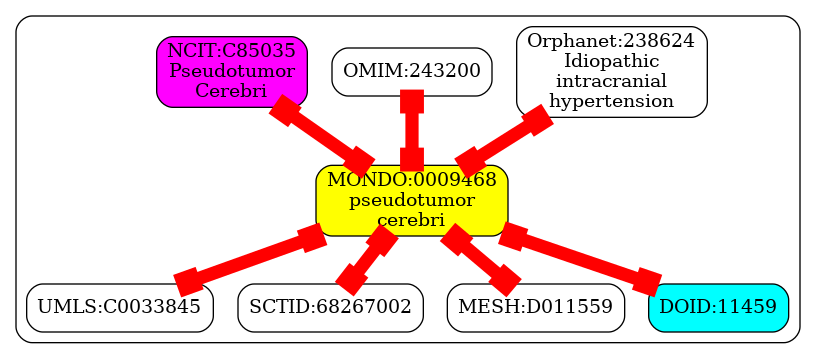 NCIT:C85035
Pseudotumor
Cerebri
OMIM:243200
Orphanet:238624
Idiopathic
intracranial
hypertension
MONDO:0009468
pseudotumor
cerebri
UMLS:C0033845
SCTID:68267002
MESH:D011559
DOID:11459